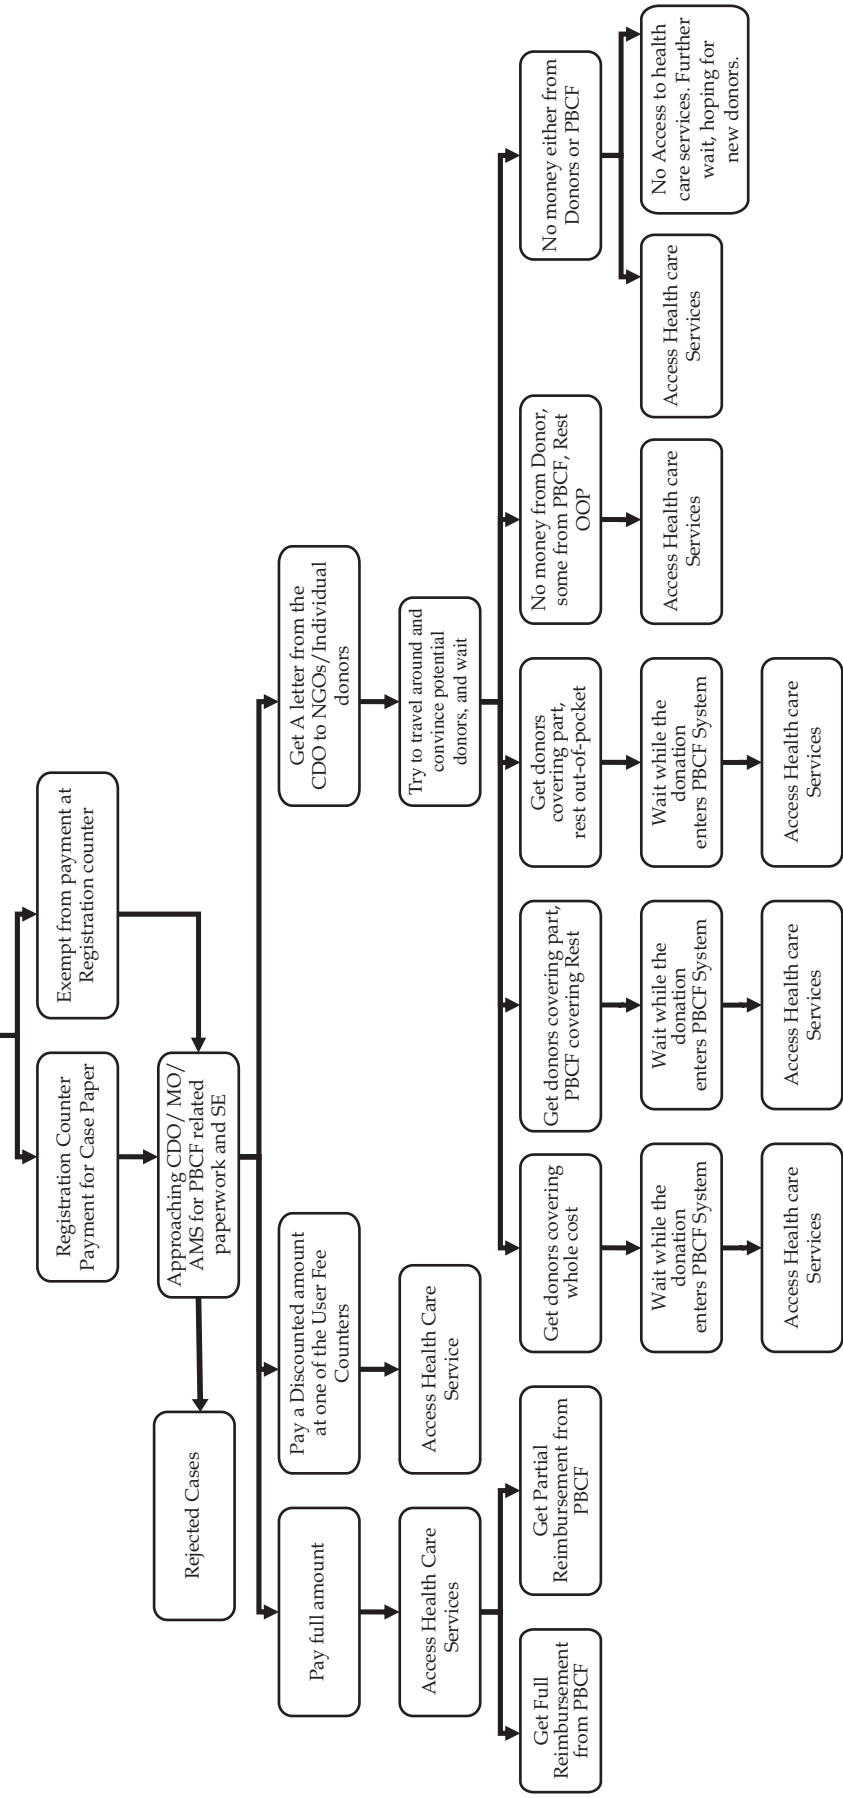 Registration Counter
Payment for Case Paper
Exempt from payment at
Registration counter
Rejected Cases
Approaching CDO/ MO/
AMS for PBCF related
paperwork and SE
Pay full amount
Pay a Discounted amount
at one of the User Fee
Counters
Get A letter from the
CDO to NGOs/Individual
donors
Access Health Care
Services
Access Health Care
Service
Try to travel around and
convince potential
donors, and wait
Get Full
Reimbursement
from PBCF
Get Partial
Reimbursement from
PBCF
Get donors covering
whole cost
Get donors covering part,
PBCF covering Rest
Get donors
covering part,
rest out-of-pocket
No money from Donor,
some from PBCF, Rest
OOP
No money either from
Donors or PBCF
Wait while the
donation
enters PBCF System
Wait while the
donation
enters PBCF System
Wait while the
donation
enters PBCF System
Access Health care
Services
Access Health care
Services
No Access to health
care services. Further
wait, hoping for
new donors.
Access Health care
Services
Access Health care
Services
Access Health care
Services